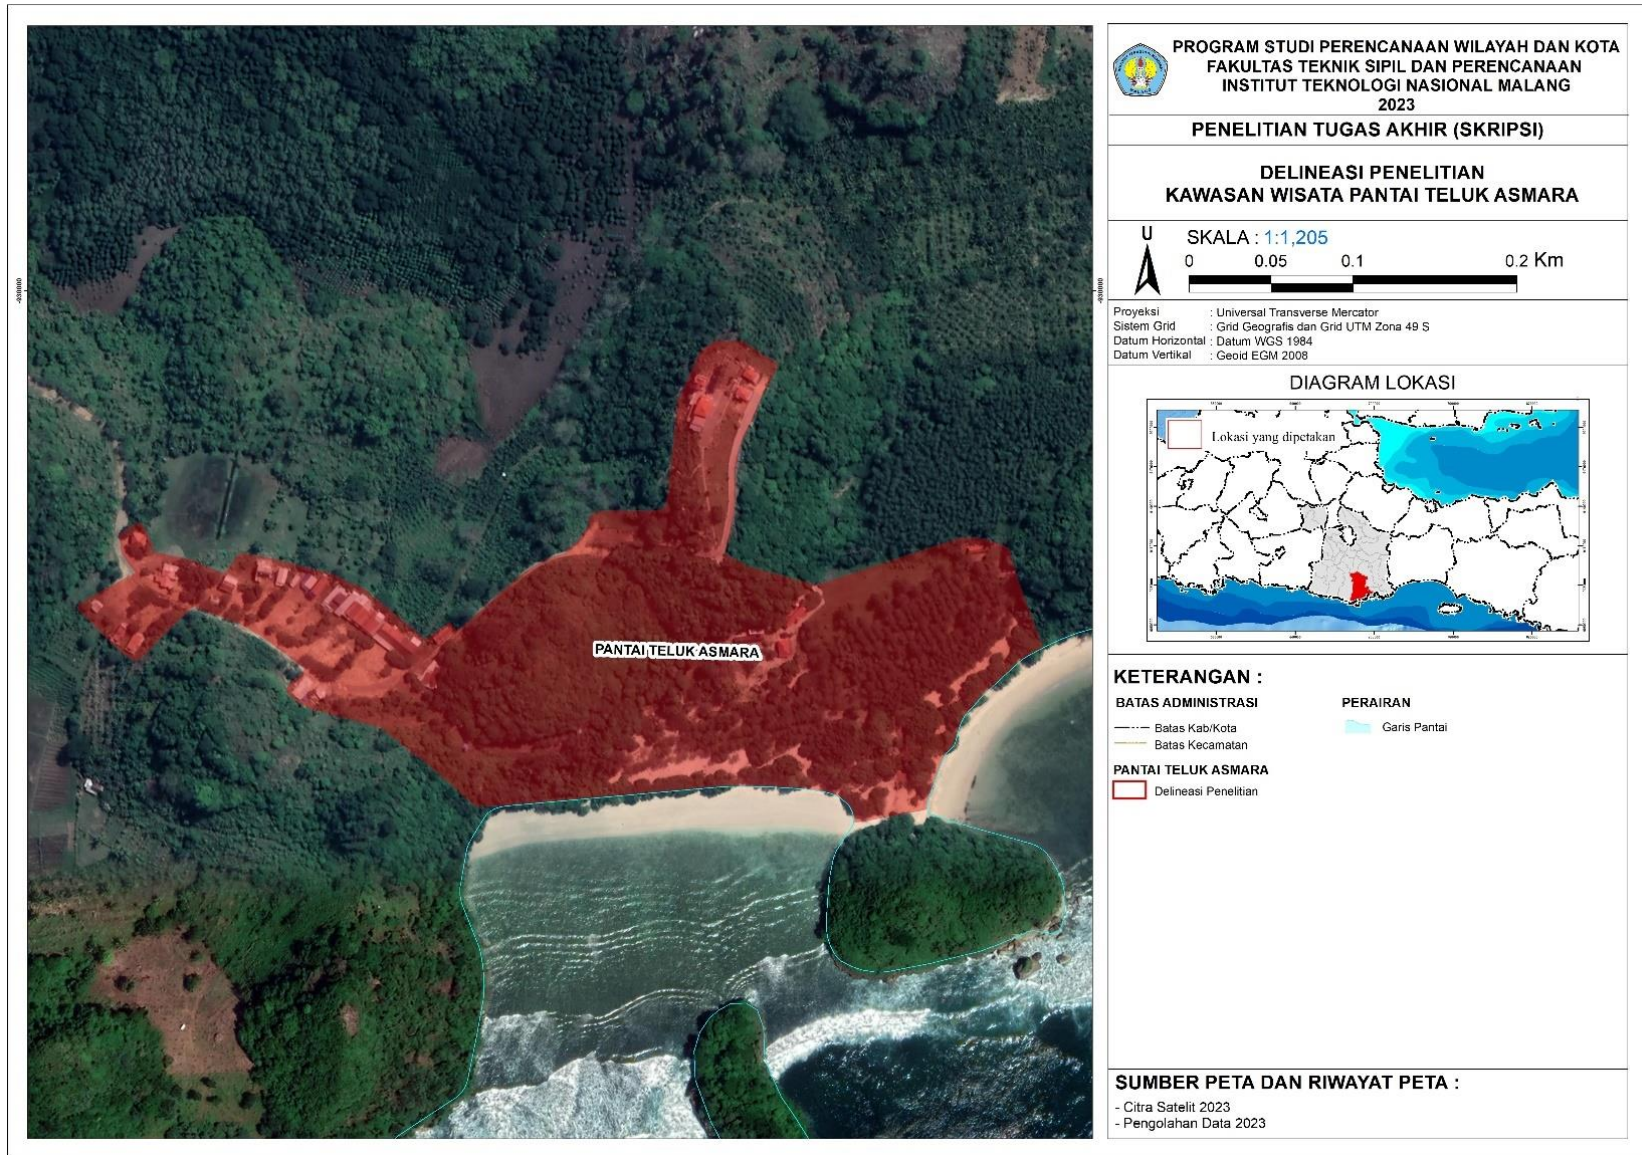 PROGRAM STUDI PERENCANAAN WILAYAH DAN KOTA
FAKULTAS TEKNIK SIPIL DAN PERENCANAAN
INSTITUT TEKNOLOGI NASIONAL MALANG
2023
PENELITIAN TUGAS AKHIR (SKRIPSI)
DELINEASI PENELITIAN
KAWASAN WISATA PANTAI TELUK ASMARA
U
SKALA : 1:1,205
0 0.05 0.1 0.2 Km
Proyeksi : Universal Transverse Mercator
Sistem Grid : Grid Geografis dan Grid UTM Zona 49 S
Datum Horizontal : Datum WGS 1984
Datum Vertikal : Geoid EGM 2008
DIAGRAM LOKASI
Lokasi yang dipetakan
KETERANGAN :
BATAS ADMINISTRASI
Batas Kab/Kota
Batas Kecamatan
PERAIRAN
Garis Pantai
PANTAI TELUK ASMARA
Delineasi Penelitian
SUMBER PETA DAN RIWAYAT PETA :
- Citra Satelit 2023
- Pengolahan Data 2023
PANTAI TELUK ASMARA
-930000
-930000